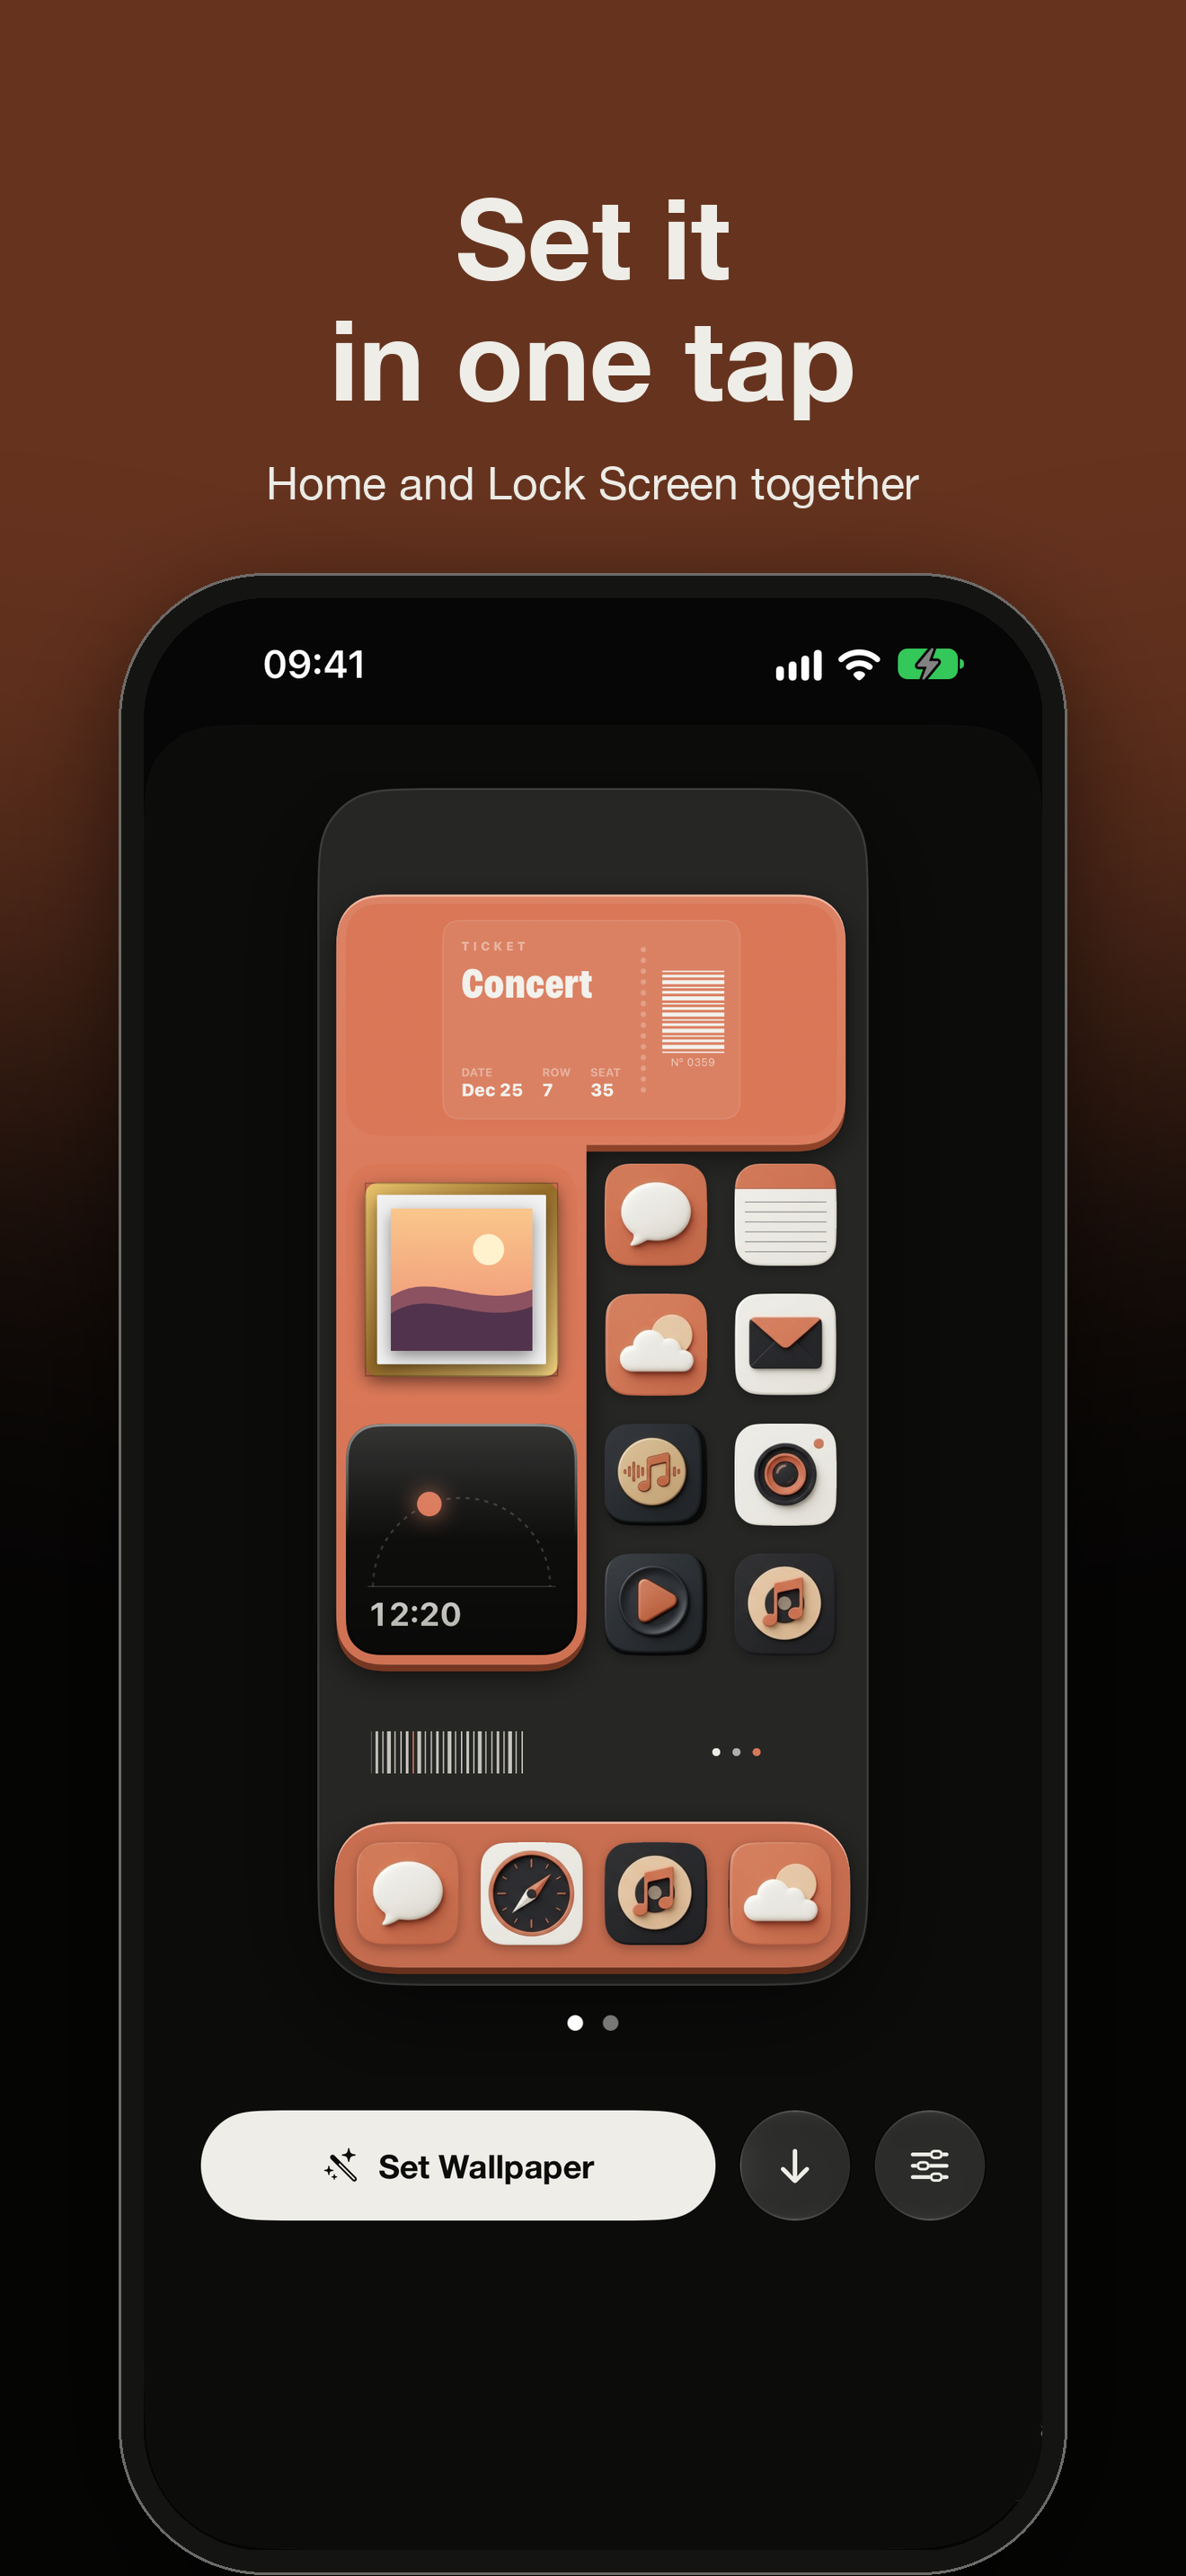 Set it
in one tap
Home and Lock Screen together
09:41
TICKET
Concert
DATE ROW SEAT
Dec 25 7 35
Nº 0359
12:20
Set Wallpaper